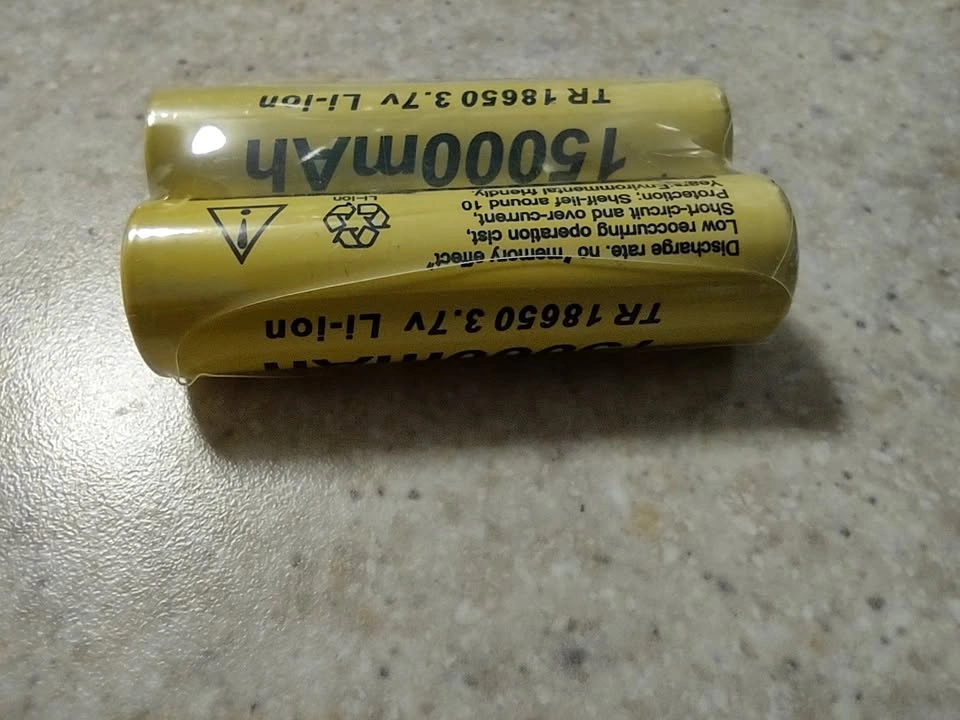 TR 18650 3.7v Li-ion
Discharge rate. no "memory effect"
Low reoccurring operation cist,
Short-circuit and over-current,
Protection; Shelf-lief around 10
Years.Environmental friendly.
Li-ion
15000mAh
TR 18650 3.7v Li-ion